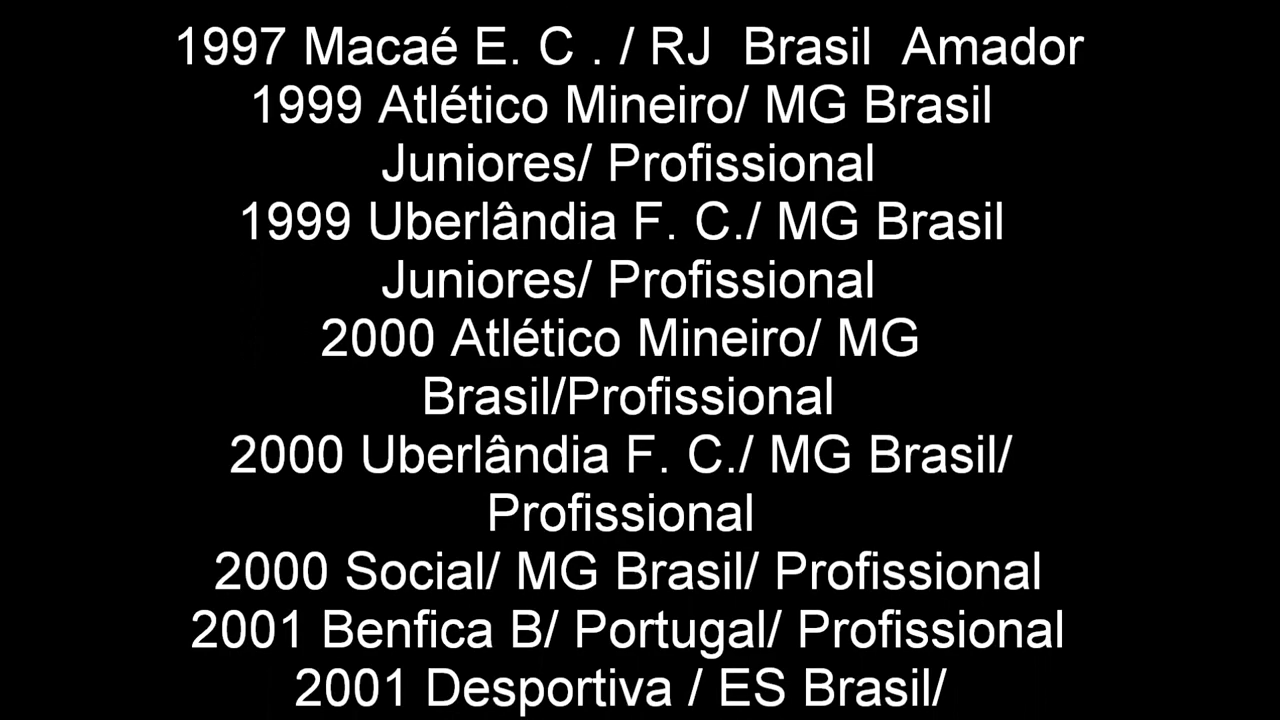 1997 Macaé E. C . / RJ  Brasil  Amador
1999 Atlético Mineiro/ MG Brasil
Juniores/ Profissional
1999 Uberlândia F. C./ MG Brasil
Juniores/ Profissional
2000 Atlético Mineiro/ MG
Brasil/Profissional
2000 Uberlândia F. C./ MG Brasil/
Profissional
2000 Social/ MG Brasil/ Profissional
2001 Benfica B/ Portugal/ Profissional
2001 Desportiva / ES Brasil/